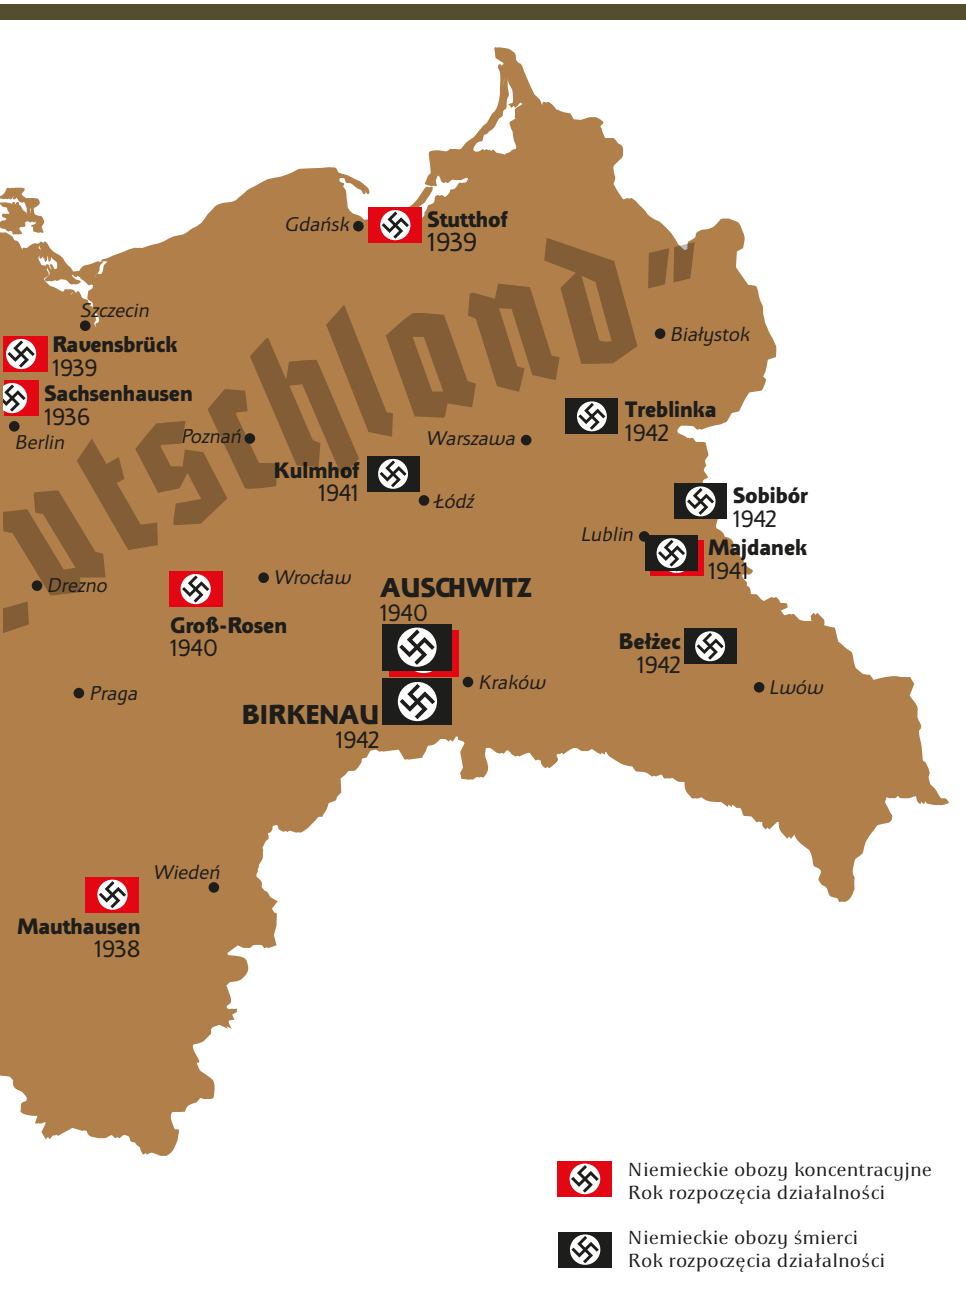 Gdańsk
Stutthof
1939
Szczecin
Ravensbrück
1939
Białystok
Sachsenhausen
1936
Berlin
Treblinka
1942
Poznań
Warszawa
Kulmhof
1941
Łódź
Sobibór
1942
Lublin
Majdanek
1941
utschland"
Drezno
Wrocław
AUSCHWITZ
1940
Groß-Rosen
1940
Bełżec
1942
Kraków
Lwów
Praga
BIRKENAU
1942
Wiedeń
Mauthausen
1938
Niemieckie obozy koncentracyjne
Rok rozpoczęcia działalności
Niemieckie obozy śmierci
Rok rozpoczęcia działalności